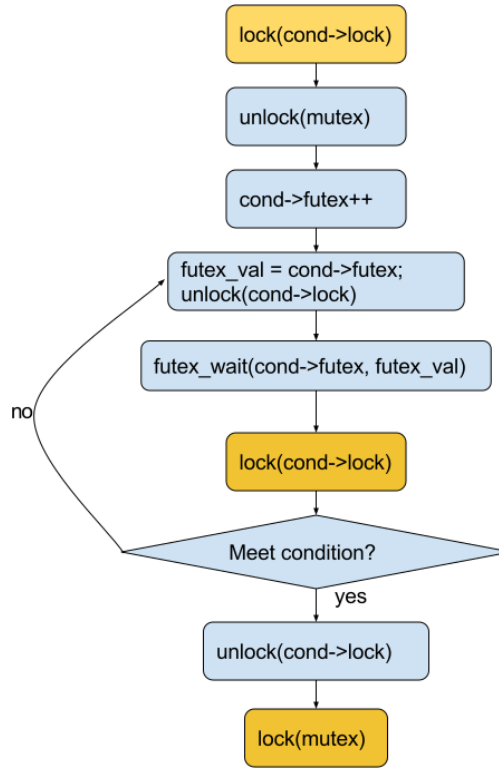 lock(cond->lock)
unlock(mutex)
cond->futex++
futex_val = cond->futex;
unlock(cond->lock)
futex_wait(cond->futex, futex_val)
no
lock(cond->lock)
Meet condition?
yes
unlock(cond->lock)
lock(mutex)